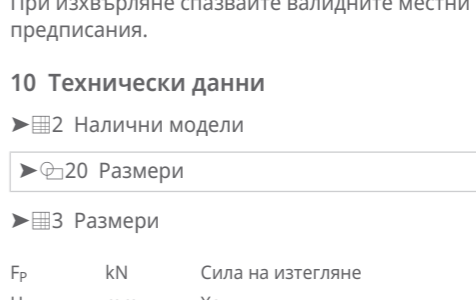 При изхвърляне спазвайте валидните местни
предписания.
10 Технически данни
➤2 Налични модели
➤20 Размери
➤3 Размери
Fₚ kN Сила на изтегляне